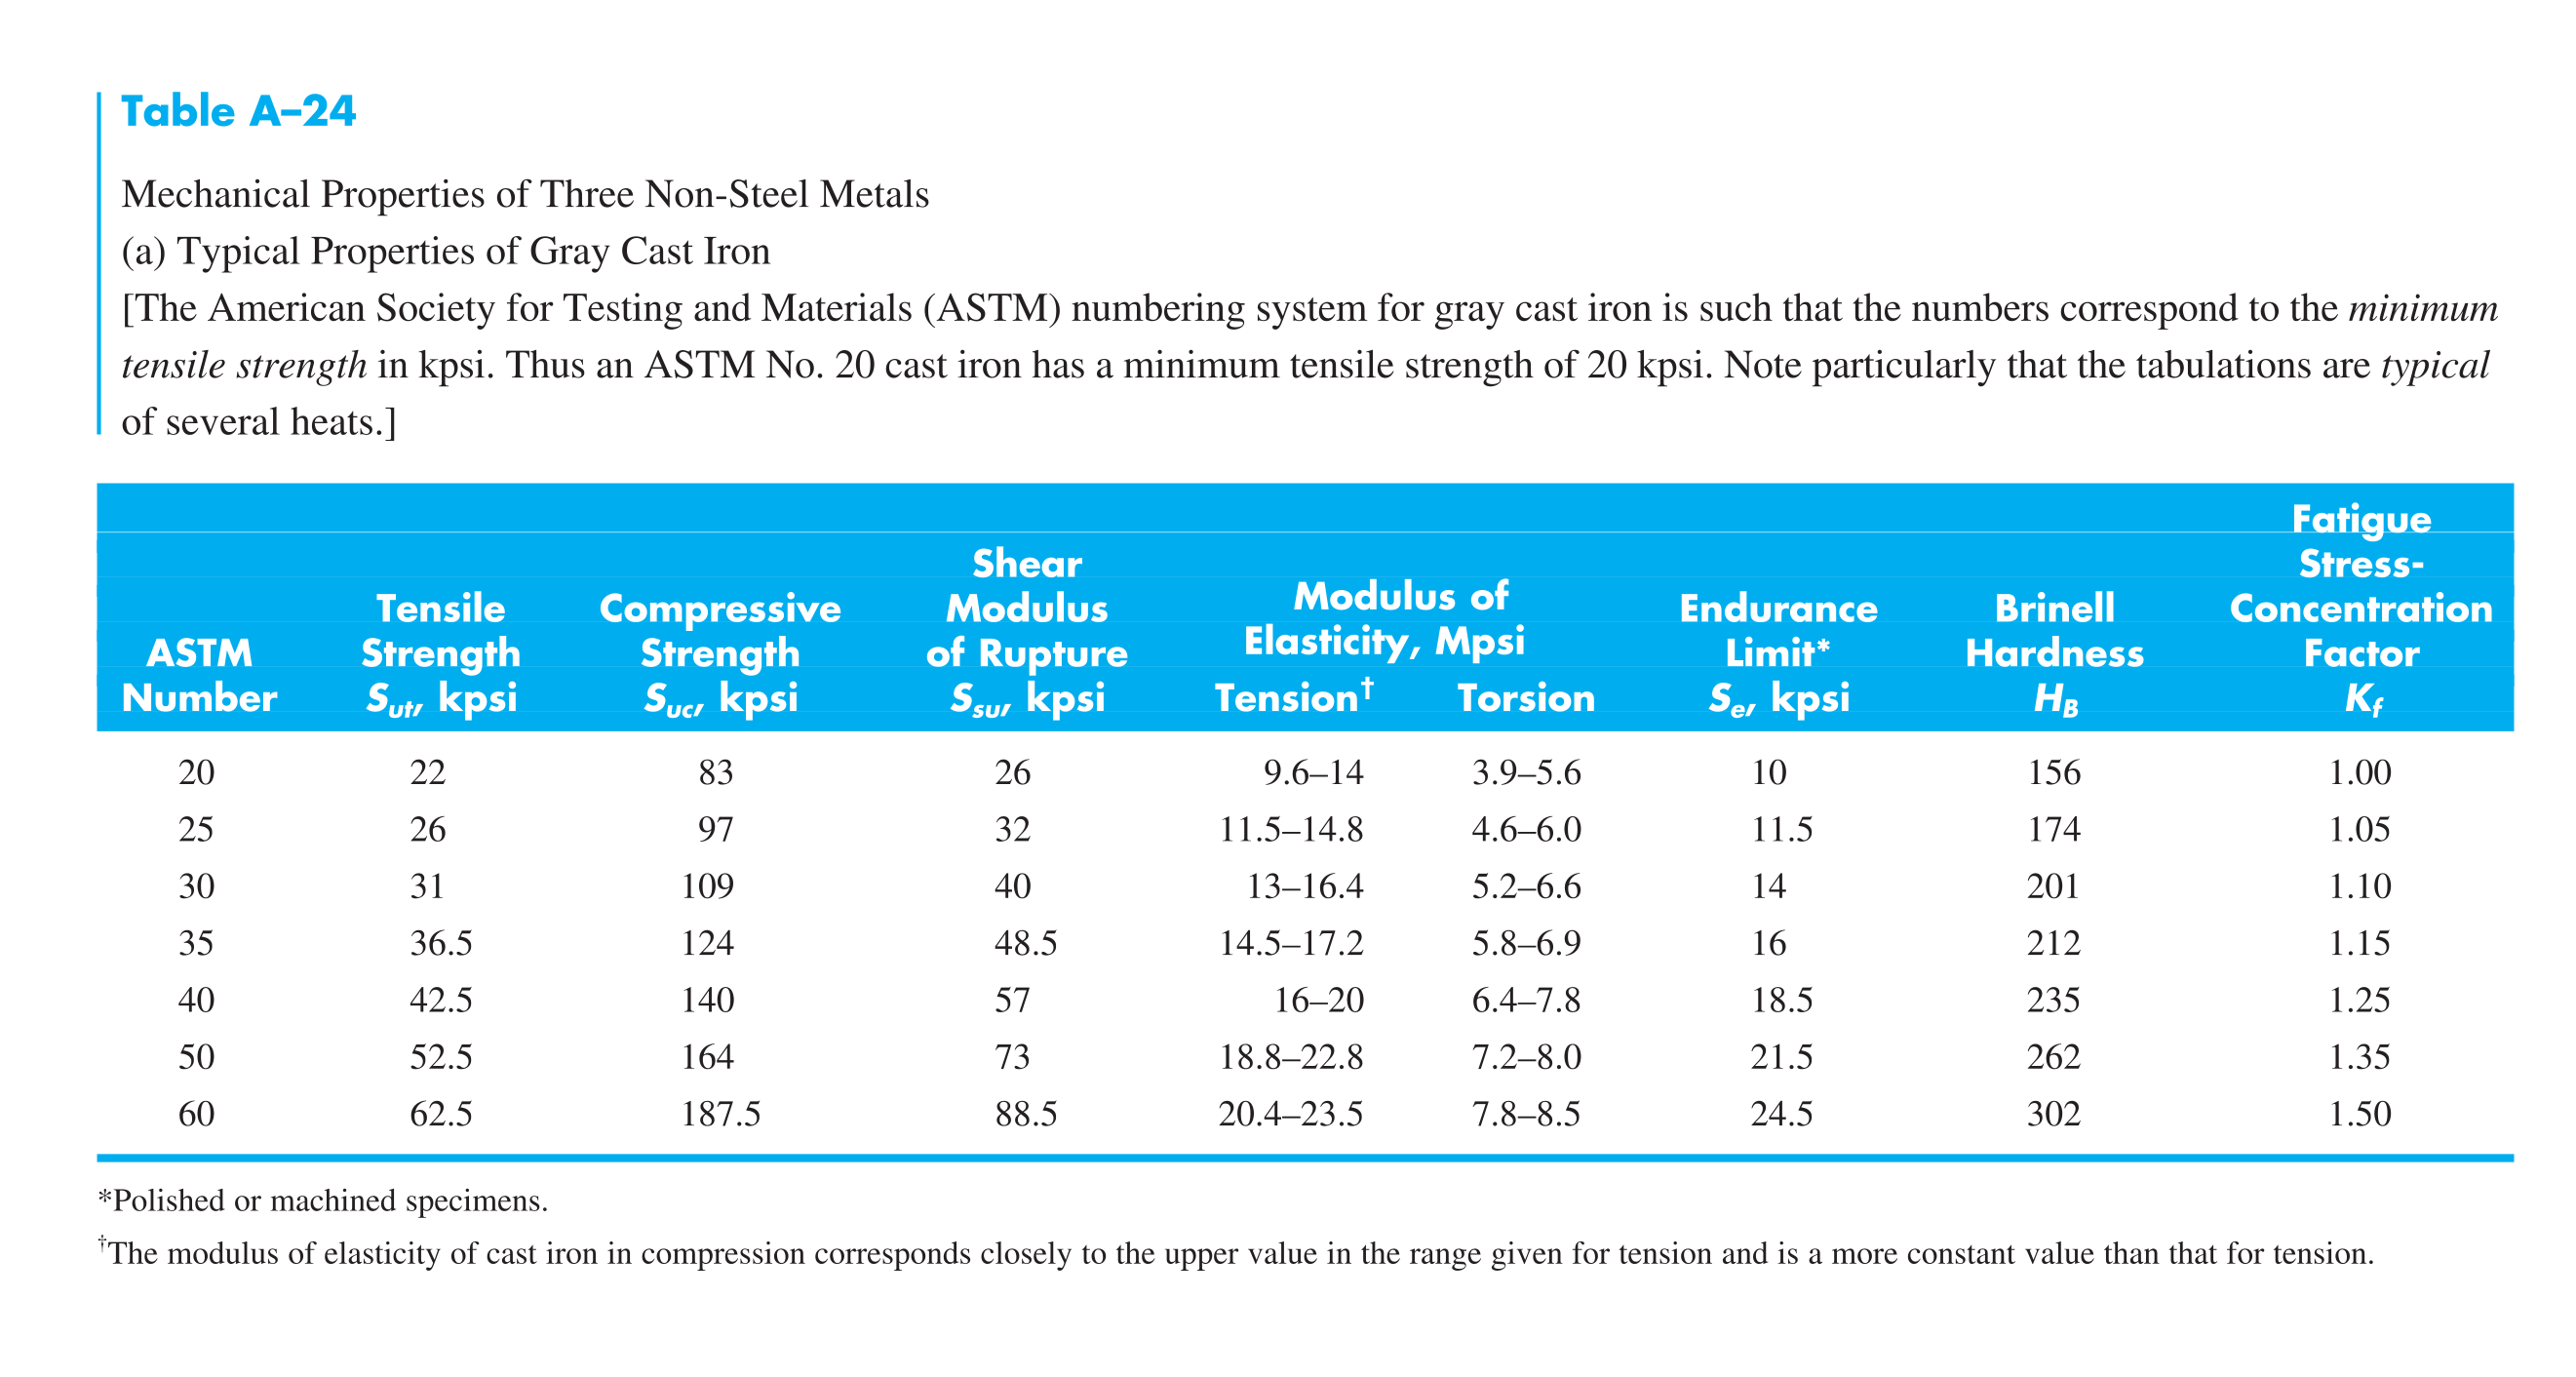 Table A–24
Mechanical Properties of Three Non-Steel Metals
(a) Typical Properties of Gray Cast Iron
[The American Society for Testing and Materials (ASTM) numbering system for gray cast iron is such that the numbers correspond to the minimum
tensile strength in kpsi. Thus an ASTM No. 20 cast iron has a minimum tensile strength of 20 kpsi. Note particularly that the tabulations are typical
of several heats.]
Fatigue
Shear Stress-
Tensile Compressive Modulus Modulus of Endurance Brinell Concentration
ASTM Strength Strength of Rupture Elasticity, Mpsi Limit* Hardness Factor
Number Sut, kpsi Suc, kpsi Ssu, kpsi Tension† Torsion Se, kpsi HB Kf
20 22 83 26 9.6–14 3.9–5.6 10 156 1.00
25 26 97 32 11.5–14.8 4.6–6.0 11.5 174 1.05
30 31 109 40 13–16.4 5.2–6.6 14 201 1.10
35 36.5 124 48.5 14.5–17.2 5.8–6.9 16 212 1.15
40 42.5 140 57 16–20 6.4–7.8 18.5 235 1.25
50 52.5 164 73 18.8–22.8 7.2–8.0 21.5 262 1.35
60 62.5 187.5 88.5 20.4–23.5 7.8–8.5 24.5 302 1.50
*Polished or machined specimens.
†The modulus of elasticity of cast iron in compression corresponds closely to the upper value in the range given for tension and is a more constant value than that for tension.